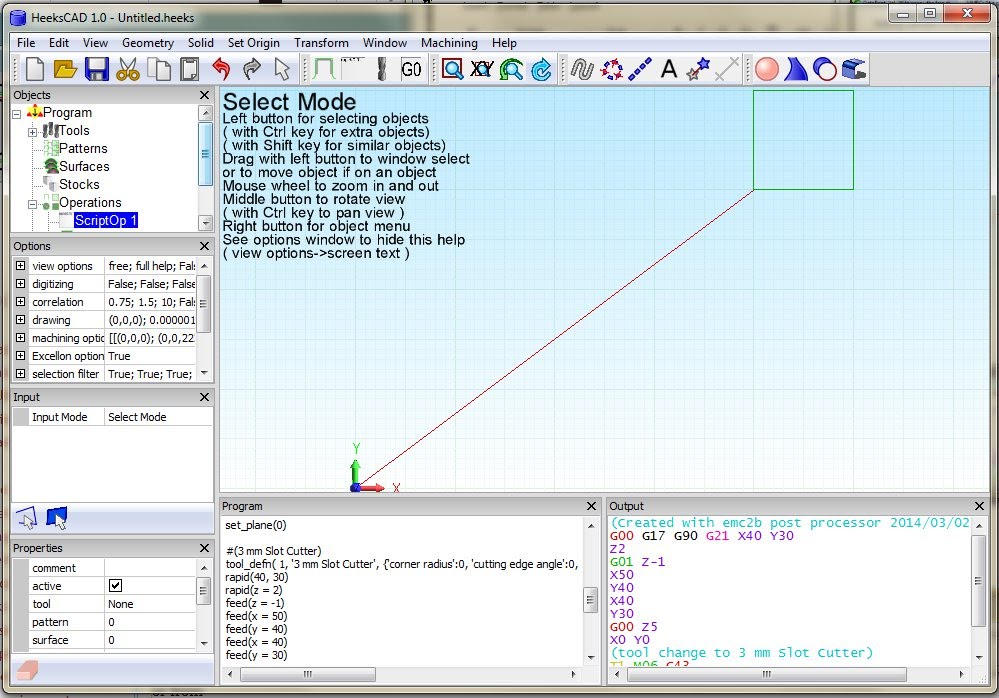 HeeksCAD 1.0 - Untitled.heeks
File Edit View Geometry Solid Set Origin Transform Window Machining Help
G0
A
Objects
Program
Tools
Patterns
Surfaces
Stocks
Operations
ScriptOp 1
Options
view options free; full help; Fal
digitizing False; False; False
correlation 0.75; 1.5; 10; Fal
drawing (0,0,0); 0.000001
machining optic [[(0,0,0); (0,0,22
Excellon option True
selection filter True; True; True;
Input
Input Mode Select Mode
Properties
comment
active
tool None
pattern 0
surface 0
Select Mode
Left button for selecting objects
( with Ctrl key for extra objects)
( with Shift key for similar objects)
Drag with left button to window select
or to move object if on an object
Mouse wheel to zoom in and out
Middle button to rotate view
( with Ctrl key to pan view )
Right button for object menu
See options window to hide this help
( view options->screen text )
Y
X
Program
set_plane(0)
#(3 mm Slot Cutter)
tool_defn( 1, '3 mm Slot Cutter', {'corner radius':0, 'cutting edge angle':0,
rapid(40, 30)
rapid(z = 2)
feed(z = -1)
feed(x = 50)
feed(y = 40)
feed(x = 40)
feed(y = 30)
Output
(Created with emc2b post processor 2014/03/02
G00 G17 G90 G21 X40 Y30
Z2
G01 Z-1
X50
Y40
X40
Y30
G00 Z5
X0 Y0
(tool change to 3 mm Slot Cutter)
T1 M06 G43